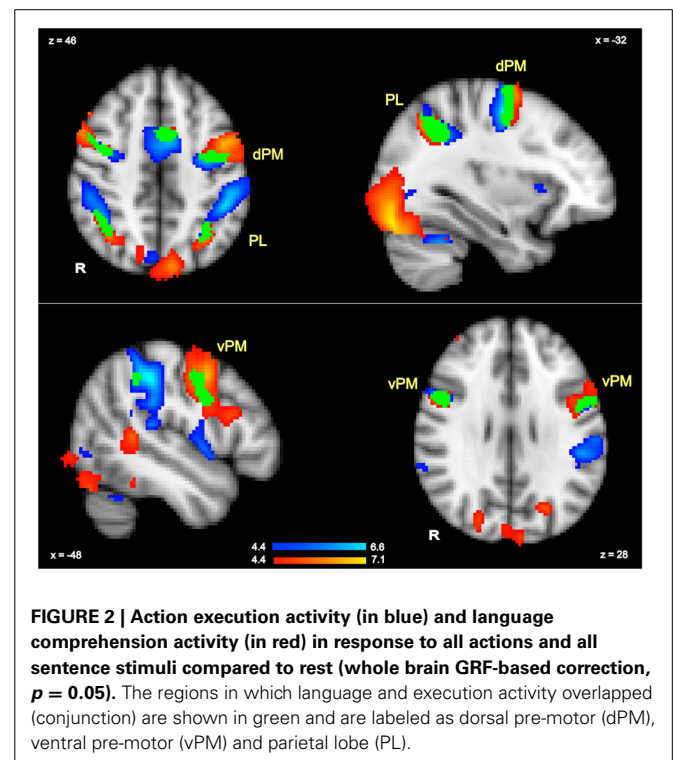 z = 46
x = -32
dPM
PL
dPM
PL
R
vPM
vPM
vPM
R
4.4 6.6
4.4 7.1
x = -48
z = 28
FIGURE 2 | Action execution activity (in blue) and language
comprehension activity (in red) in response to all actions and all
sentence stimuli compared to rest (whole brain GRF-based correction,
p = 0.05). The regions in which language and execution activity overlapped
(conjunction) are shown in green and are labeled as dorsal pre-motor (dPM),
ventral pre-motor (vPM) and parietal lobe (PL).